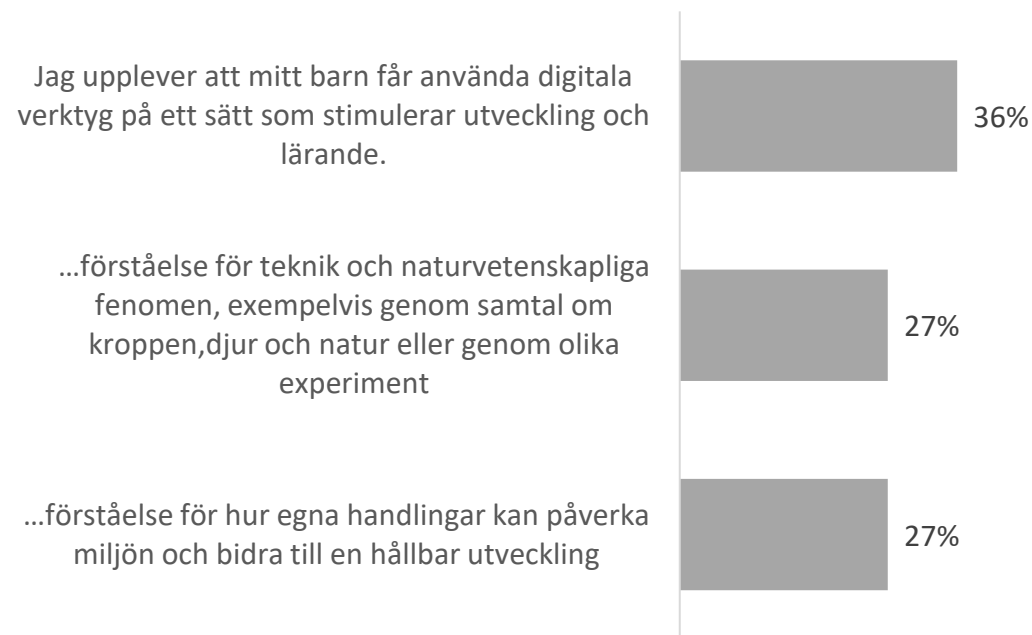 Jag upplever att mitt barn får använda digitala
verktyg på ett sätt som stimulerar utveckling och
lärande.
36%
…förståelse för teknik och naturvetenskapliga
fenomen, exempelvis genom samtal om
kroppen,djur och natur eller genom olika
experiment
27%
…förståelse för hur egna handlingar kan påverka
miljön och bidra till en hållbar utveckling
27%